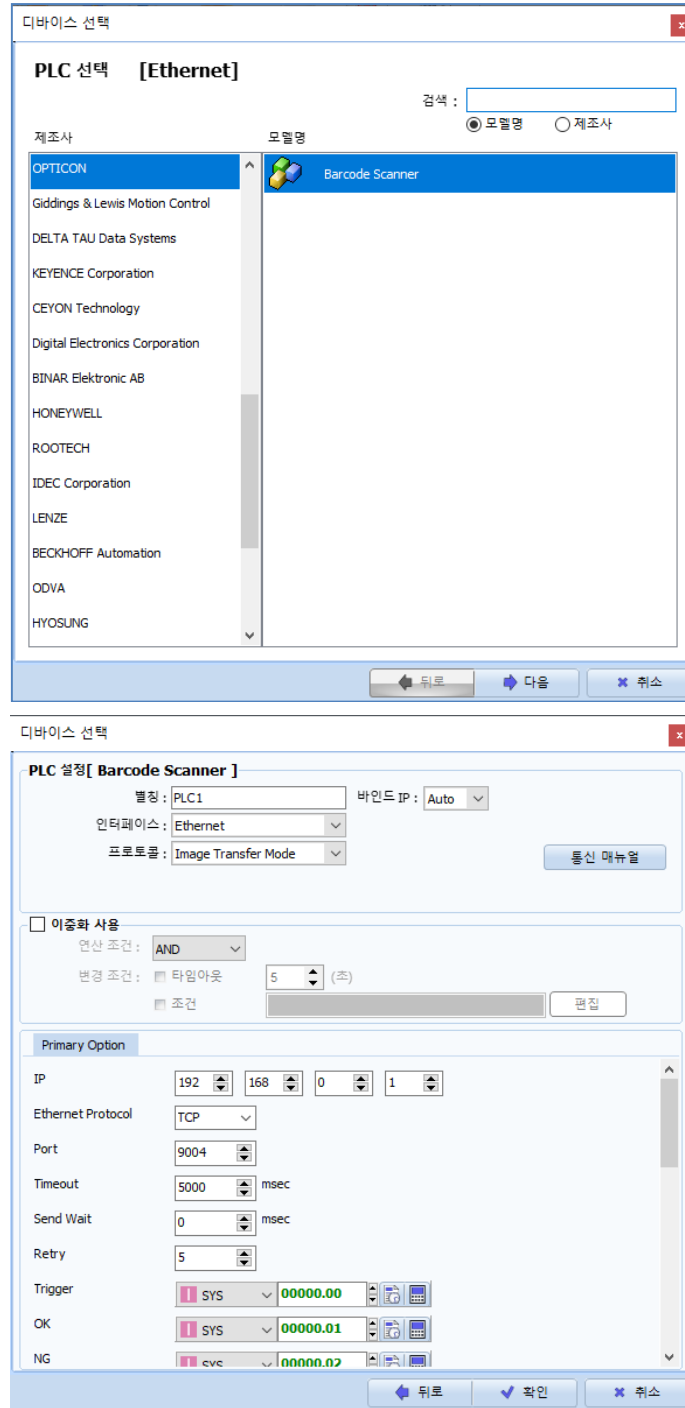 디바이스 선택
PLC 선택 [Ethernet]
검색 :
모델명 제조사
제조사 모델명
OPTICON
Barcode Scanner
Giddings & Lewis Motion Control
DELTA TAU Data Systems
KEYENCE Corporation
CEYON Technology
Digital Electronics Corporation
BINAR Elektronic AB
HONEYWELL
ROOTECH
IDEC Corporation
LENZE
BECKHOFF Automation
ODVA
HYOSUNG
뒤로 다음 취소
디바이스 선택
PLC 설정[ Barcode Scanner ]
별칭 : PLC1 바인드 IP : Auto
인터페이스 : Ethernet
프로토콜 : Image Transfer Mode 통신 매뉴얼
이중화 사용
연산 조건 : AND
변경 조건 : 타임아웃 5 (초)
조건 편집
Primary Option
IP 192 168 0 1
Ethernet Protocol TCP
Port 9004
Timeout 5000 msec
Send Wait 0 msec
Retry 5
Trigger SYS 00000.00
OK SYS 00000.01
NG SYS 00000.02
뒤로 확인 취소